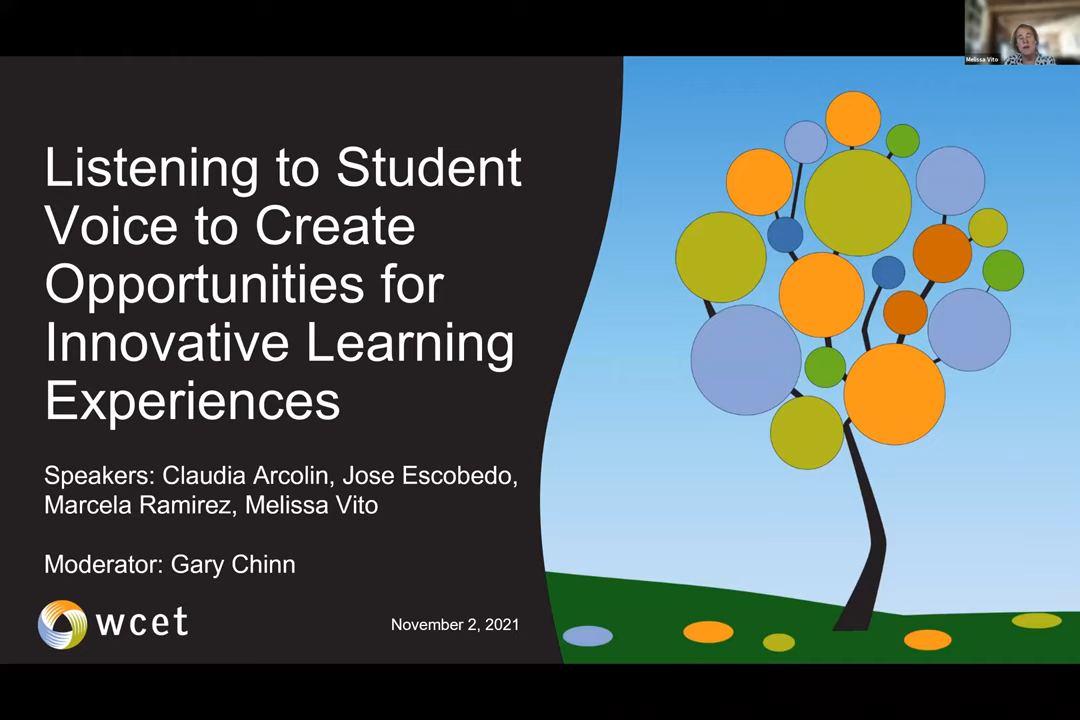 Melissa Vito
Listening to Student
Voice to Create
Opportunities for
Innovative Learning
Experiences
Speakers: Claudia Arcolin, Jose Escobedo,
Marcela Ramirez, Melissa Vito
Moderator: Gary Chinn
wcet
November 2, 2021